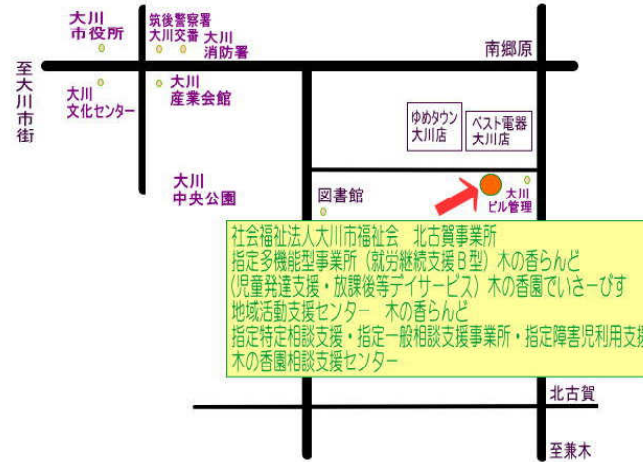 大川
市役所
筑後警察署
大川交番
大川
消防署
南郷原
至大川市街
大川
文化センター
大川
産業会館
ゆめタウン
大川店
ベスト電器
大川店
大川
中央公園
図書館
大川
ビル管理
社会福祉法人大川市福祉会 北古賀事業所
指定多機能型事業所(就労継続支援B型)木の香らんど
(児童発達支援・放課後等デイサービス)木の香園でいさーびす
地域活動支援センター 木の香らんど
指定特定相談支援・指定一般相談支援事業所・指定障害児利用支援
木の香園相談支援センター
北古賀
至兼木